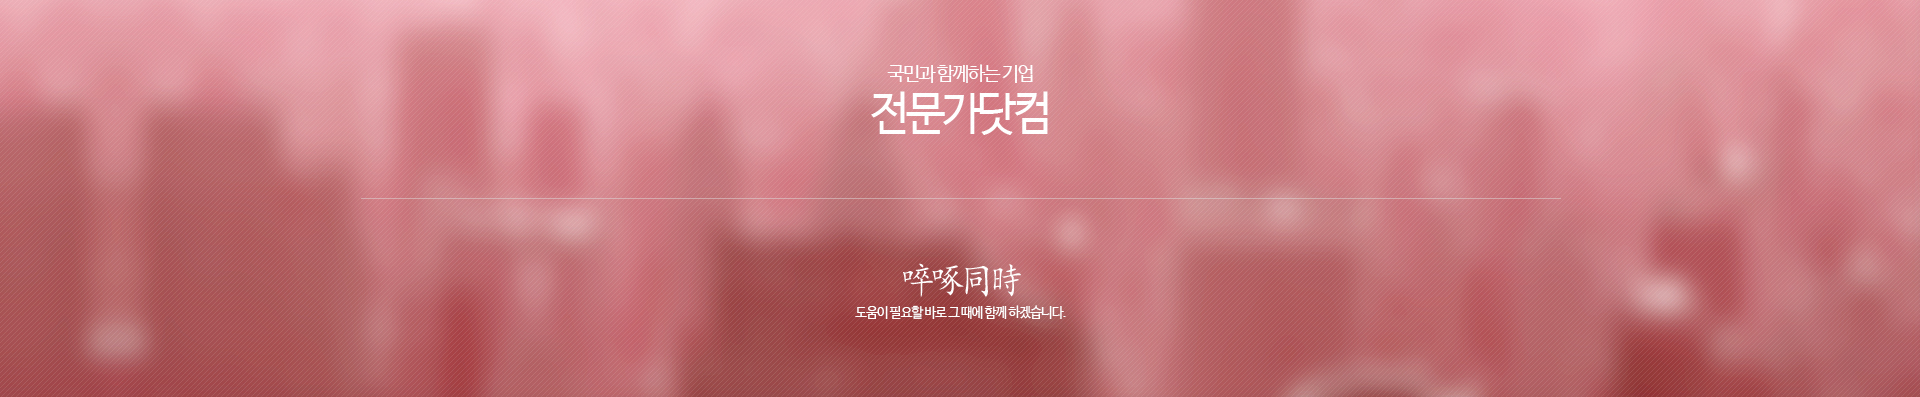 국민과 함께하는 기업
전문가닷컴
啐啄同時
도움이 필요할 바로 그 때에 함께 하겠습니다.